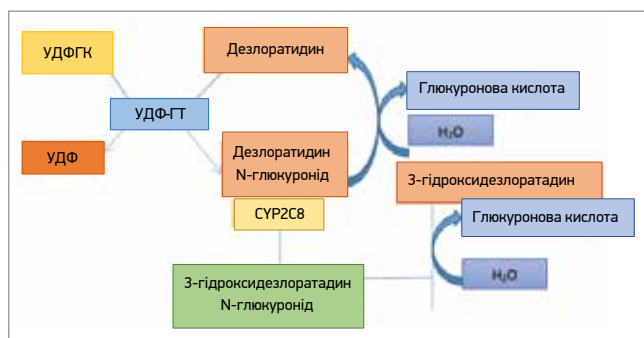 УДФГК
Дезлоратидин
Глюкуронова кислота
УДФ-ГТ
H₂O
УДФ
Дезлоратидин
N-глюкуронід
3-гідроксидезлоратадин
CYP2C8
Глюкуронова кислота
3-гідроксидезлоратадин
N-глюкуронід
H₂O